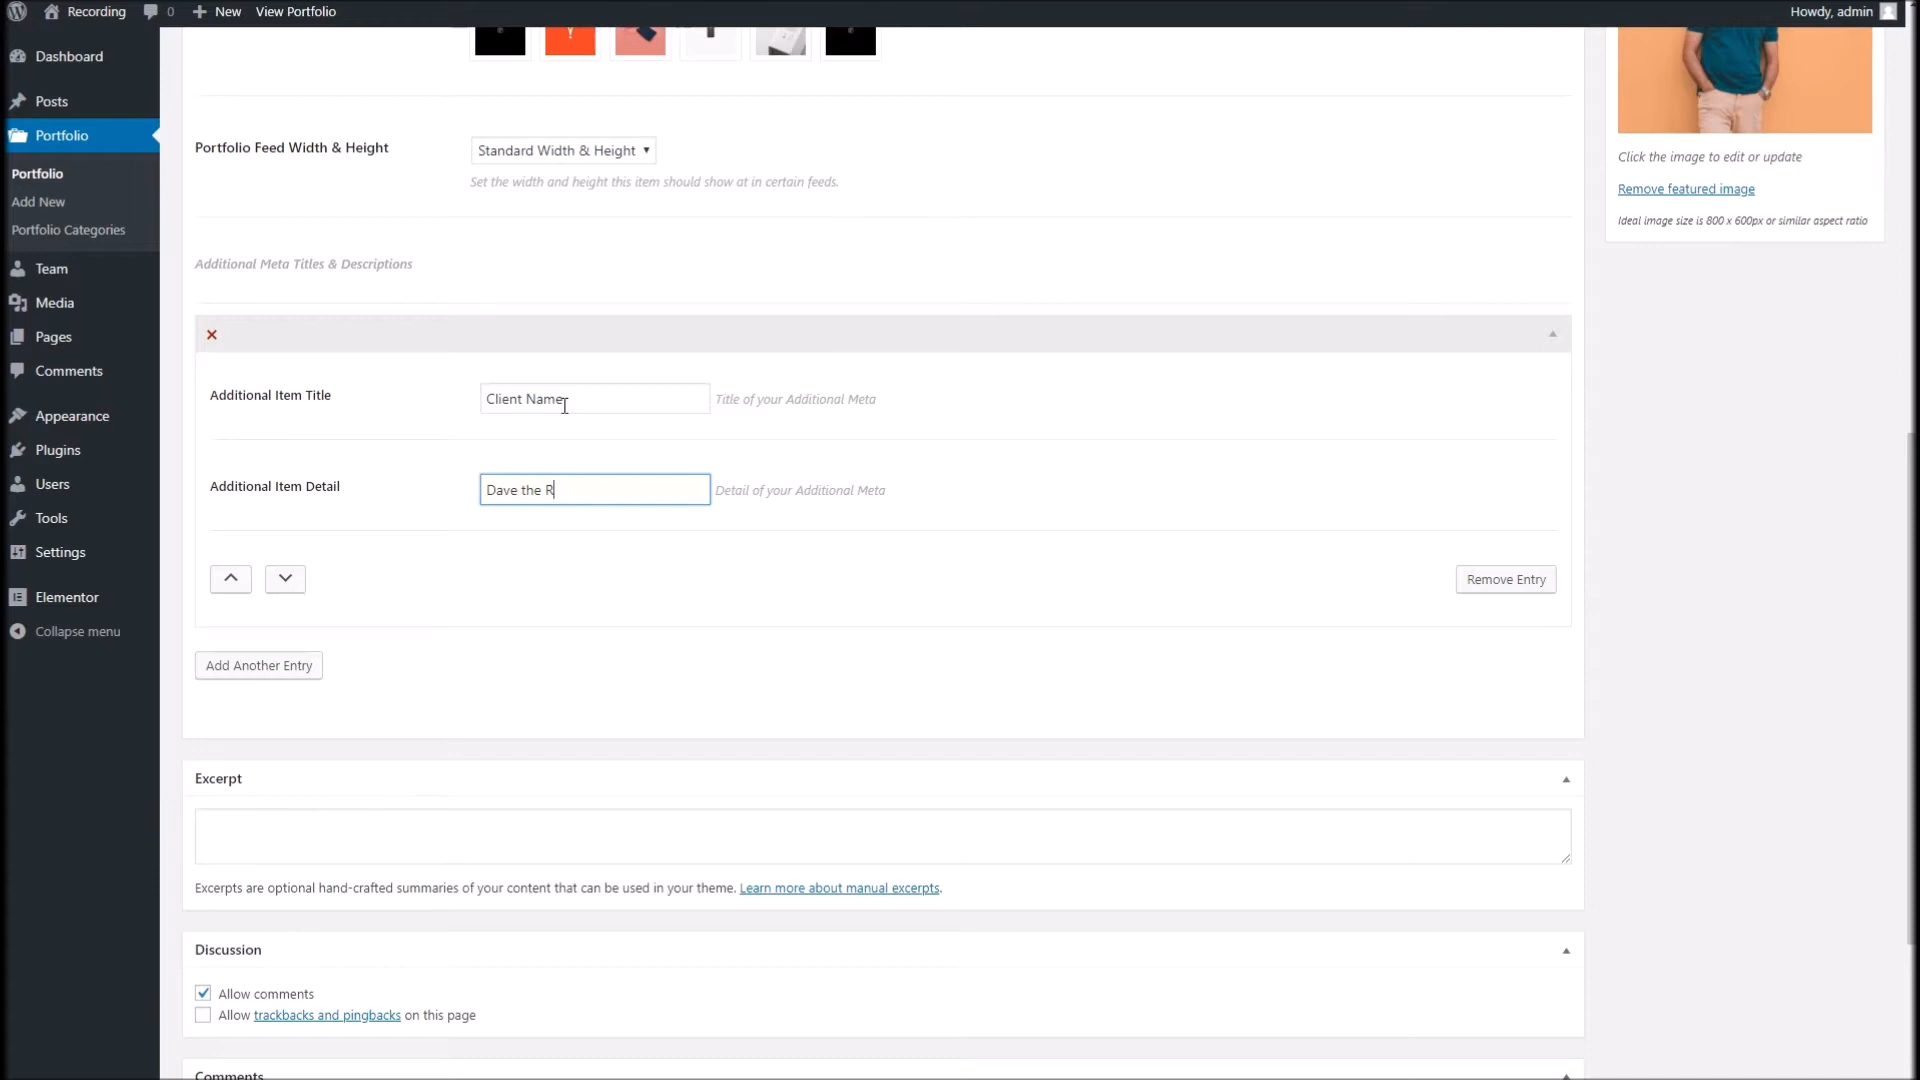 Recording 0 New View Portfolio Howdy, admin
Dashboard
Posts
Portfolio
Portfolio
Add New
Portfolio Categories
Team
Media
Pages
Comments
Appearance
Plugins
Users
Tools
Settings
Elementor
Collapse menu
Portfolio Feed Width & Height
Standard Width & Height
Set the width and height this item should show at in certain feeds.
Additional Meta Titles & Descriptions
Additional Item Title
Client Name
Title of your Additional Meta
Additional Item Detail
Dave the R
Detail of your Additional Meta
Remove Entry
Add Another Entry
Excerpt
Excerpts are optional hand-crafted summaries of your content that can be used in your theme. Learn more about manual excerpts.
Discussion
Allow comments
Allow trackbacks and pingbacks on this page
Comments
Click the image to edit or update
Remove featured image
Ideal image size is 800 x 600px or similar aspect ratio